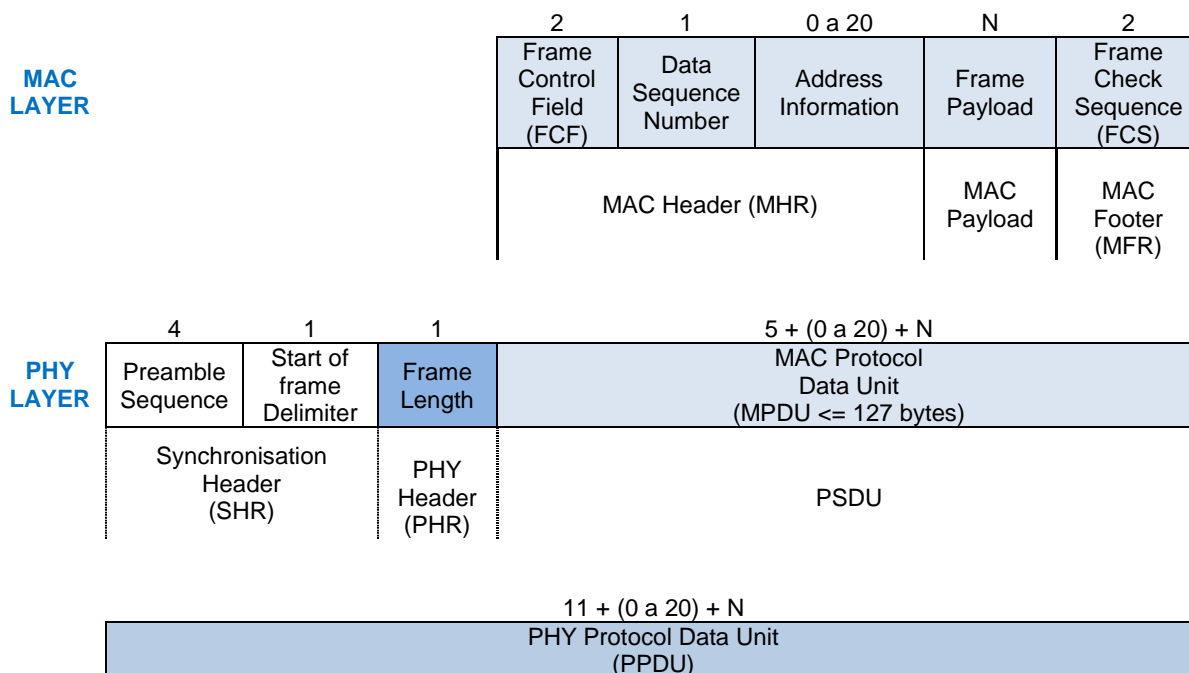 2 1 0 a 20 N 2
MAC
LAYER
Frame
Control
Field
(FCF)
Data
Sequence
Number
Address
Information
Frame
Payload
Frame
Check
Sequence
(FCS)
MAC Header (MHR)
MAC
Payload
MAC
Footer
(MFR)
4 1 1 5 + (0 a 20) + N
PHY
LAYER
Preamble
Sequence
Start of
frame
Delimiter
Frame
Length
MAC Protocol
Data Unit
(MPDU <= 127 bytes)
Synchronisation
Header
(SHR)
PHY
Header
(PHR)
PSDU
11 + (0 a 20) + N
PHY Protocol Data Unit
(PPDU)